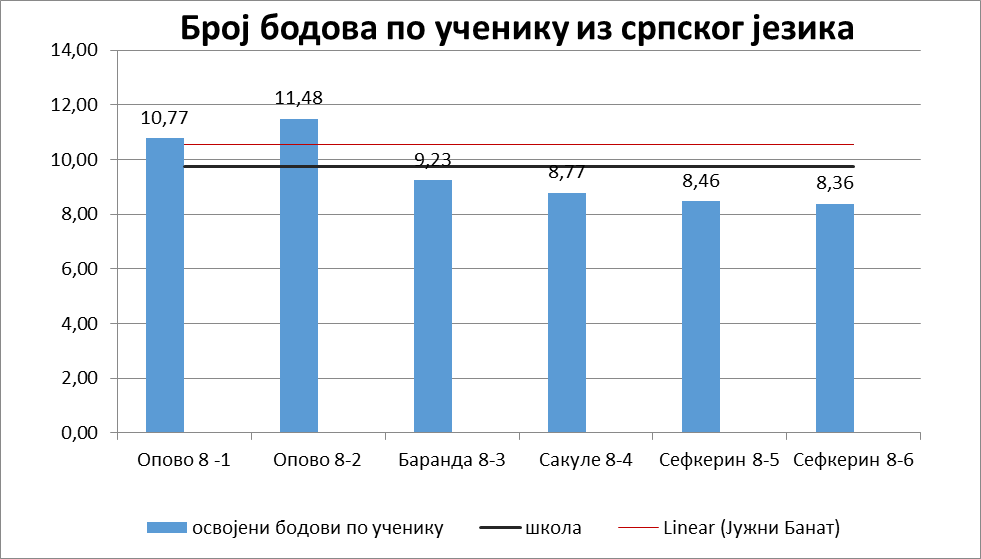 Број бодова по ученику из српског језика
14,00
12,00
10,00
8,00
6,00
4,00
2,00
0,00
10,77
11,48
9,23
8,77
8,46
8,36
Опово 8 -1
Опово 8-2
Баранда 8-3
Сакуле 8-4
Сефкерин 8-5
Сефкерин 8-6
освојени бодови по ученику
школа
Linear (Јужни Банат)